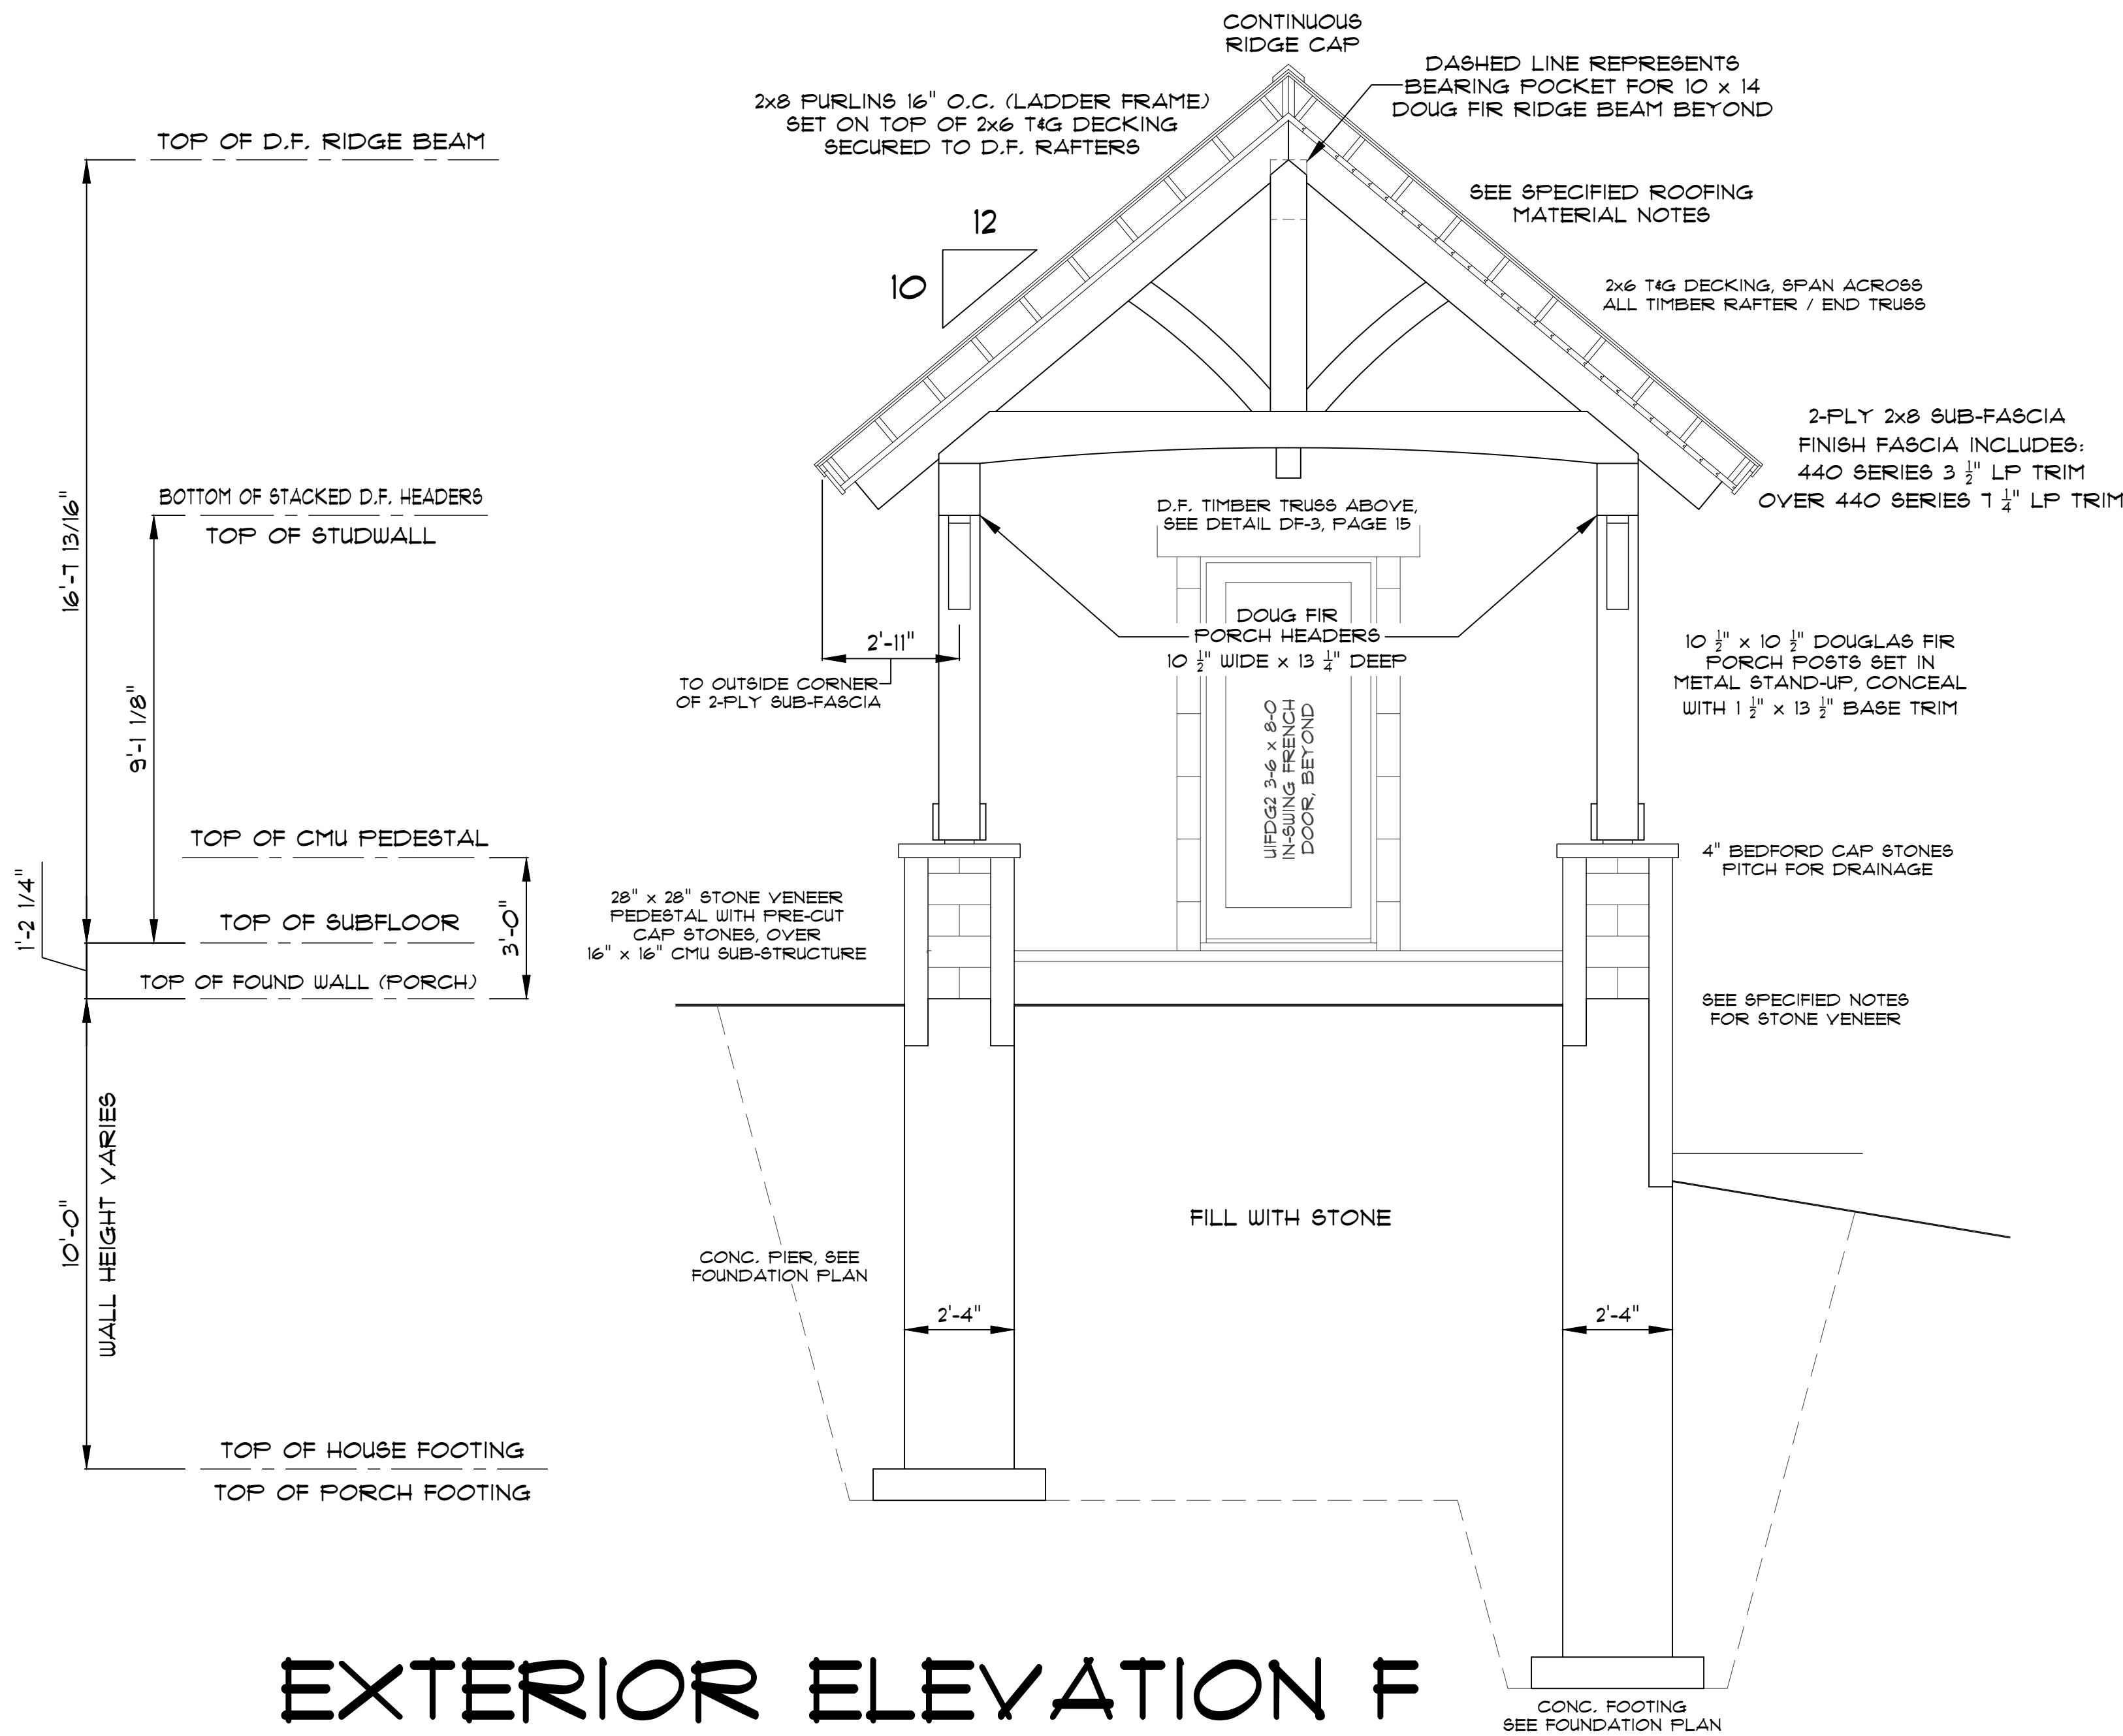 CONTINUOUS
RIDGE CAP
DASHED LINE REPRESENTS
BEARING POCKET FOR 10 x 14
DOUG FIR RIDGE BEAM BEYOND
2x8 PURLINS 16" O.C. (LADDER FRAME)
SET ON TOP OF 2x6 T&G DECKING
SECURED TO D.F. RAFTERS
TOP OF D.F. RIDGE BEAM
SEE SPECIFIED ROOFING
MATERIAL NOTES
12
10
2x6 T&G DECKING, SPAN ACROSS
ALL TIMBER RAFTER / END TRUSS
2-PLY 2x8 SUB-FASCIA
FINISH FASCIA INCLUDES:
440 SERIES 3 1/2" LP TRIM
OVER 440 SERIES 7 1/4" LP TRIM
BOTTOM OF STACKED D.F. HEADERS
TOP OF STUDWALL
16'-7 13/16"
D.F. TIMBER TRUSS ABOVE,
SEE DETAIL DF-3, PAGE 15
DOUG FIR
PORCH HEADERS
10 1/2" WIDE x 13 1/4" DEEP
2'-11"
TO OUTSIDE CORNER
OF 2-PLY SUB-FASCIA
10 1/2" x 10 1/2" DOUGLAS FIR
PORCH POSTS SET IN
METAL STAND-UP, CONCEAL
WITH 1 1/2" x 13 1/2" BASE TRIM
9'-1 1/8"
UIFDG2 3-6 x 8-0
IN-SWING FRENCH
DOOR, BEYOND
TOP OF CMU PEDESTAL
4" BEDFORD CAP STONES
PITCH FOR DRAINAGE
1'-2 1/4"
TOP OF SUBFLOOR
3'-0"
28" x 28" STONE VENEER
PEDESTAL WITH PRE-CUT
CAP STONES, OVER
16" x 16" CMU SUB-STRUCTURE
TOP OF FOUND WALL (PORCH)
SEE SPECIFIED NOTES
FOR STONE VENEER
10'-0"
WALL HEIGHT VARIES
FILL WITH STONE
CONC. PIER, SEE
FOUNDATION PLAN
2'-4"
2'-4"
TOP OF HOUSE FOOTING
TOP OF PORCH FOOTING
EXTERIOR ELEVATION F
CONC. FOOTING
SEE FOUNDATION PLAN